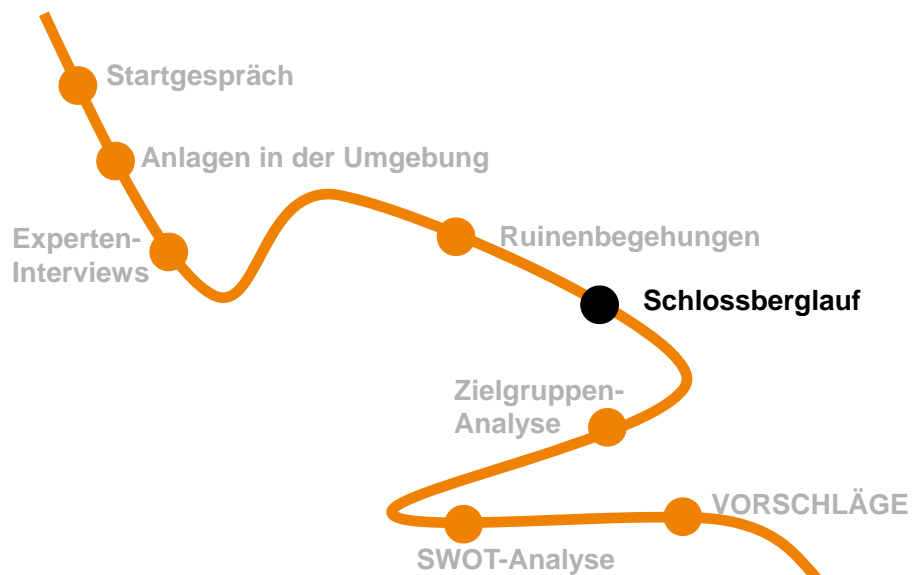 Startgespräch
Anlagen in der Umgebung
Experten-
Interviews
Ruinenbegehungen
Schlossberglauf
Zielgruppen-
Analyse
VORSCHLÄGE
SWOT-Analyse